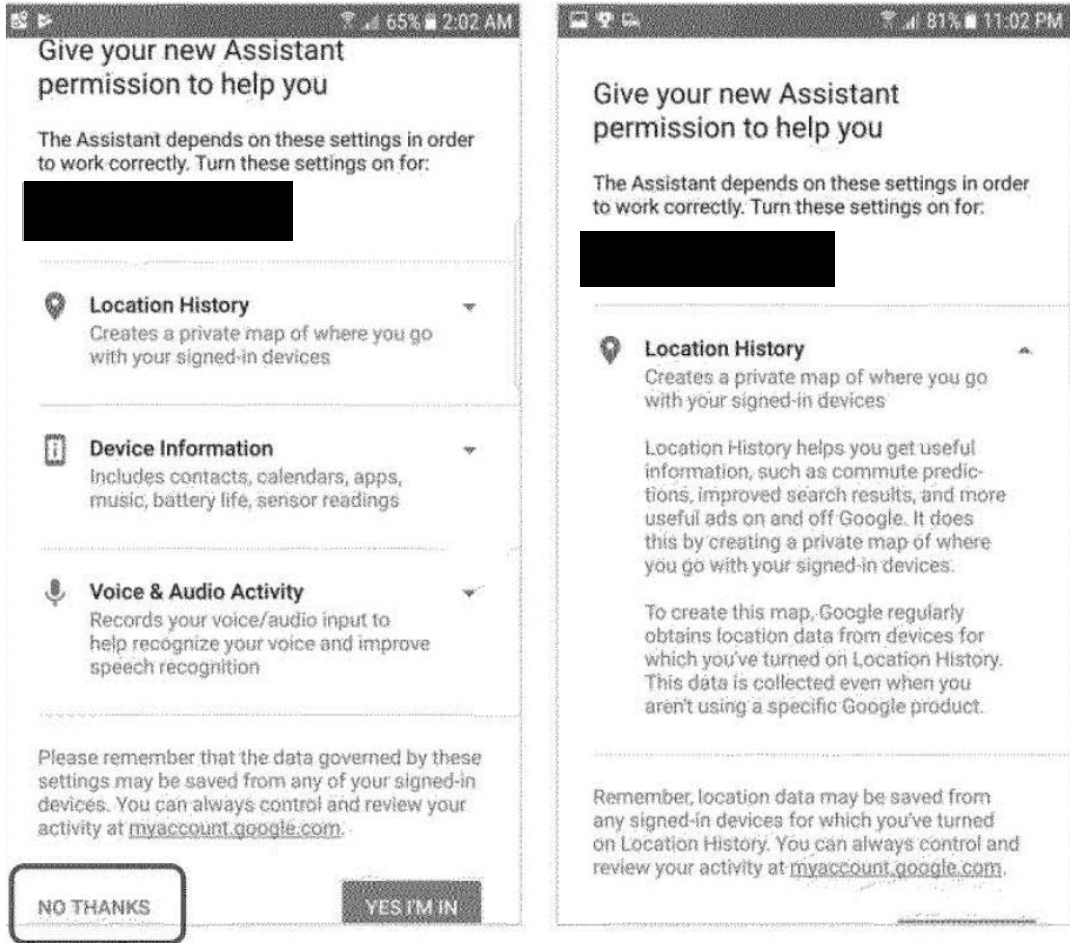 65% 2:02 AM
Give your new Assistant
permission to help you
The Assistant depends on these settings in order
to work correctly. Turn these settings on for:
Location History
Creates a private map of where you go
with your signed-in devices
Device Information
Includes contacts, calendars, apps,
music, battery life, sensor readings
Voice & Audio Activity
Records your voice/audio input to
help recognize your voice and improve
speech recognition
Please remember that the data governed by these
settings may be saved from any of your signed-in
devices. You can always control and review your
activity at myaccount.google.com.
NO THANKS
YES I'M IN
81% 11:02 PM
Give your new Assistant
permission to help you
The Assistant depends on these settings in order
to work correctly. Turn these settings on for:
Location History
Creates a private map of where you go
with your signed-in devices
Location History helps you get useful
information, such as commute predic-
tions, improved search results, and more
useful ads on and off Google. It does
this by creating a private map of where
you go with your signed-in devices.
To create this map, Google regularly
obtains location data from devices for
which you've turned on Location History.
This data is collected even when you
aren't using a specific Google product.
Remember, location data may be saved from
any signed-in devices for which you've turned
on Location History. You can always control and
review your activity at myaccount.google.com.